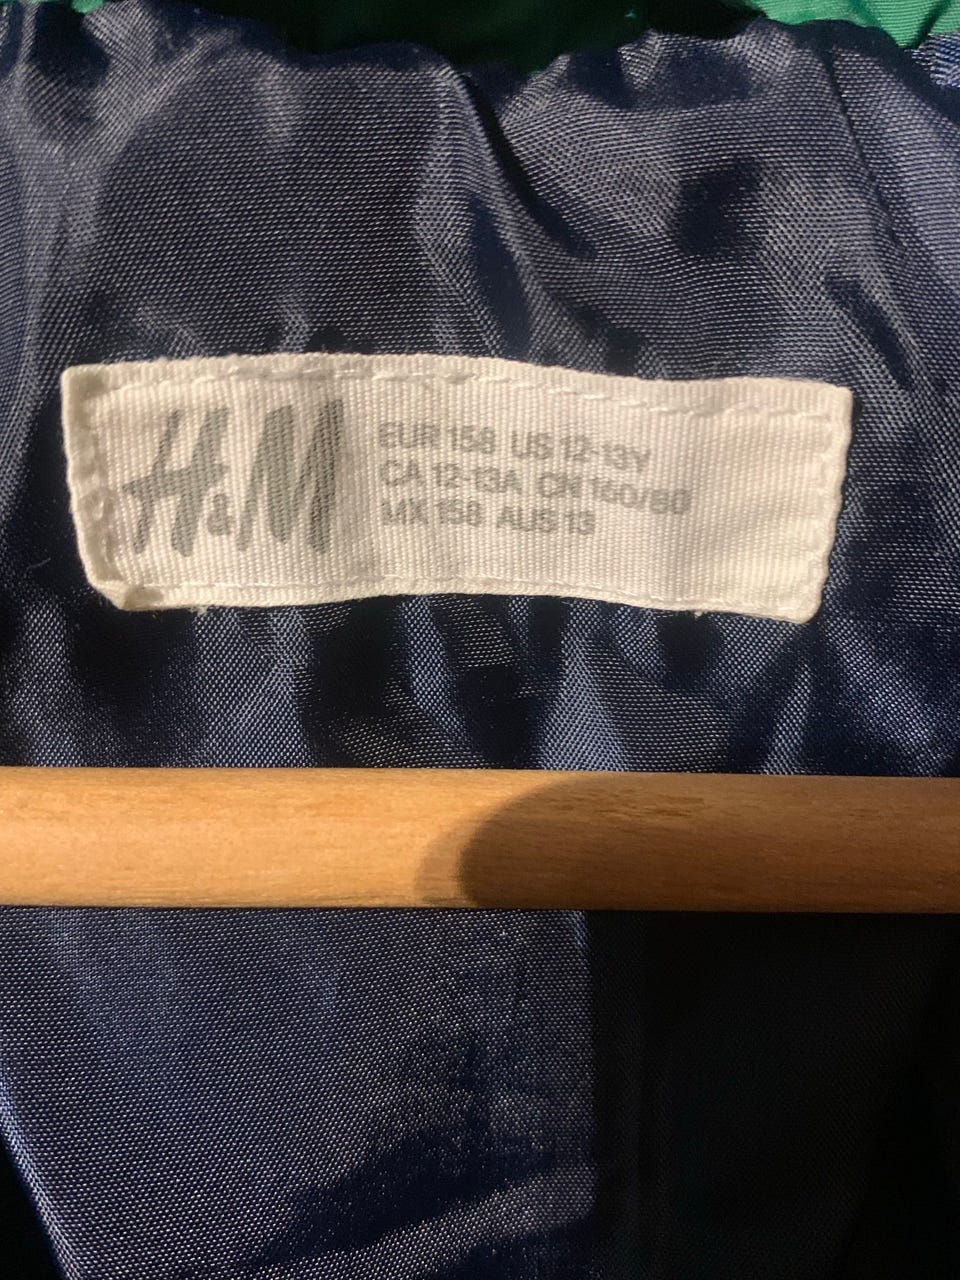 H&M
EUR 158 US 12-13Y
CA 12-13A CN 160/80
MX 158 AUS 13